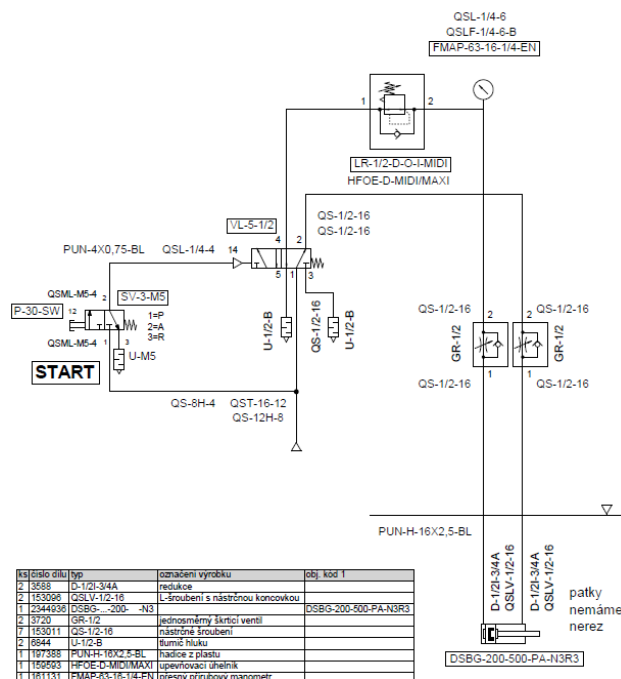 QSL-1/4-6
QSLF-1/4-6-B
FMAP-63-16-1/4-EN
1
2
LR-1/2-D-O-I-MIDI
HFOE-D-MIDI/MAXI
VL-5-1/2
4
2
QS-1/2-16
QS-1/2-16
PUN-4X0,75-BL
QSL-1/4-4
14
5
1
3
QSML-M5-4
2
SV-3-M5
P-30-SW
12
1=P
2=A
3=R
QSML-M5-4
1
3
U-M5
START
U-1/2-B
QS-1/2-16
U-1/2-B
QS-1/2-16
2
2
QS-1/2-16
GR-1/2
GR-1/2
QS-1/2-16
1
1
QS-1/2-16
QS-8H-4
QST-16-12
QS-12H-8
PUN-H-16X2,5-BL
D-1/2I-3/4A
QSLV-1/2-16
D-1/2I-3/4A
QSLV-1/2-16
patky
nemáme
nerez
DSBG-200-500-PA-N3R3
ks číslo dílu typ označení výrobku obj. kód 1
2 3588 D-1/2I-3/4A redukce
2 153096 QSLV-1/2-16 L-šroubení s nástrčnou koncovkou
1 2344936 DSBG-...-200- -N3 DSBG-200-500-PA-N3R3
2 3720 GR-1/2 jednosměrný škrticí ventil
7 153011 QS-1/2-16 nástrčné šroubení
2 6844 U-1/2-B tlumič hluku
1 197388 PUN-H-16X2,5-BL hadice z plastu
1 159593 HFOE-D-MIDI/MAXI upevňovací úhelník
1 161131 FMAP-63-16-1/4-EN přesný přírubový manometr